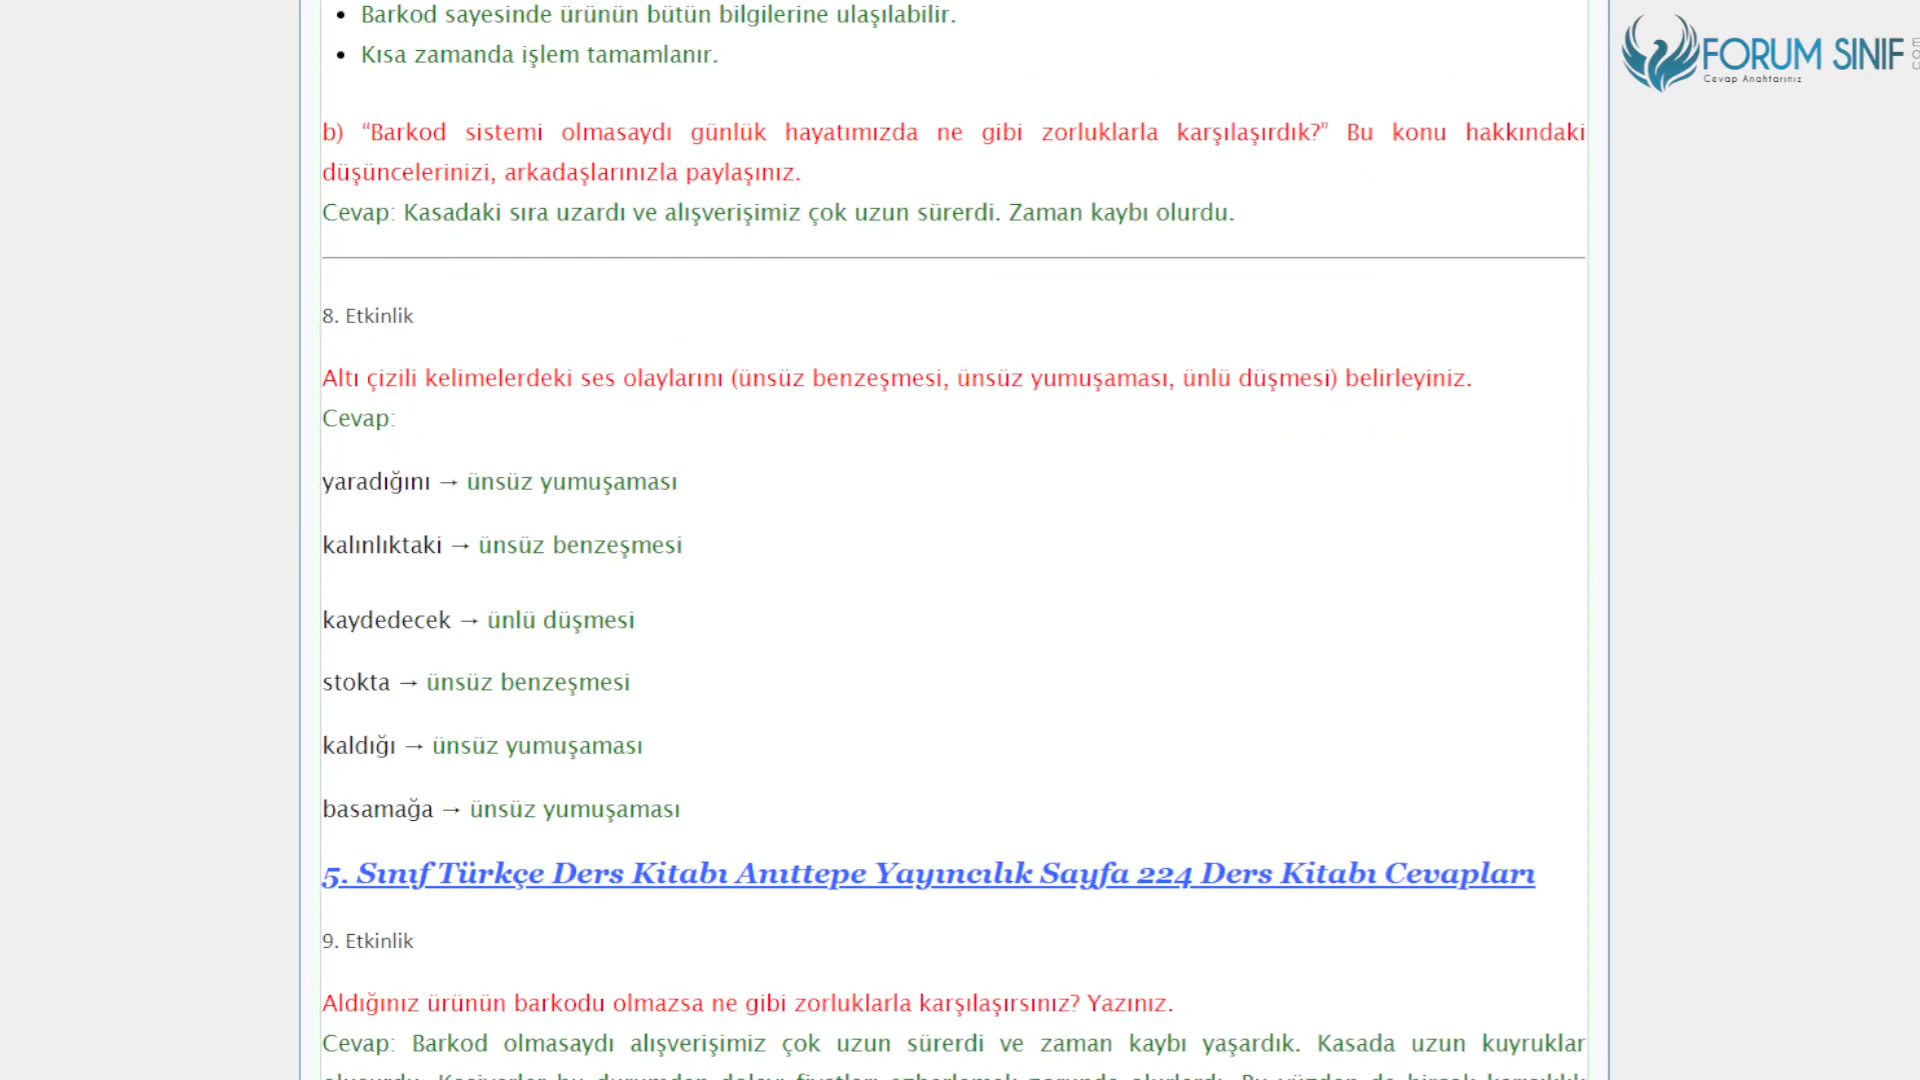 Barkod sayesinde ürünün bütün bilgilerine ulaşılabilir.
Kısa zamanda işlem tamamlanır.
FORUM SINIF
Cevap Anahtarınız
b) “Barkod sistemi olmasaydı günlük hayatımızda ne gibi zorluklarla karşılaşırdık?” Bu konu hakkındaki
düşüncelerinizi, arkadaşlarınızla paylaşınız.
Cevap: Kasadaki sıra uzardı ve alışverişimiz çok uzun sürerdi. Zaman kaybı olurdu.
8. Etkinlik
Altı çizili kelimelerdeki ses olaylarını (ünsüz benzeşmesi, ünsüz yumuşaması, ünlü düşmesi) belirleyiniz.
Cevap:
yaradığını → ünsüz yumuşaması
kalınlıktaki → ünsüz benzeşmesi
kaydedecek → ünlü düşmesi
stokta → ünsüz benzeşmesi
kaldığı → ünsüz yumuşaması
basamağa → ünsüz yumuşaması
5. Sınıf Türkçe Ders Kitabı Anıttepe Yayıncılık Sayfa 224 Ders Kitabı Cevapları
9. Etkinlik
Aldığınız ürünün barkodu olmazsa ne gibi zorluklarla karşılaşırsınız? Yazınız.
Cevap: Barkod olmasaydı alışverişimiz çok uzun sürerdi ve zaman kaybı yaşardık. Kasada uzun kuyruklar